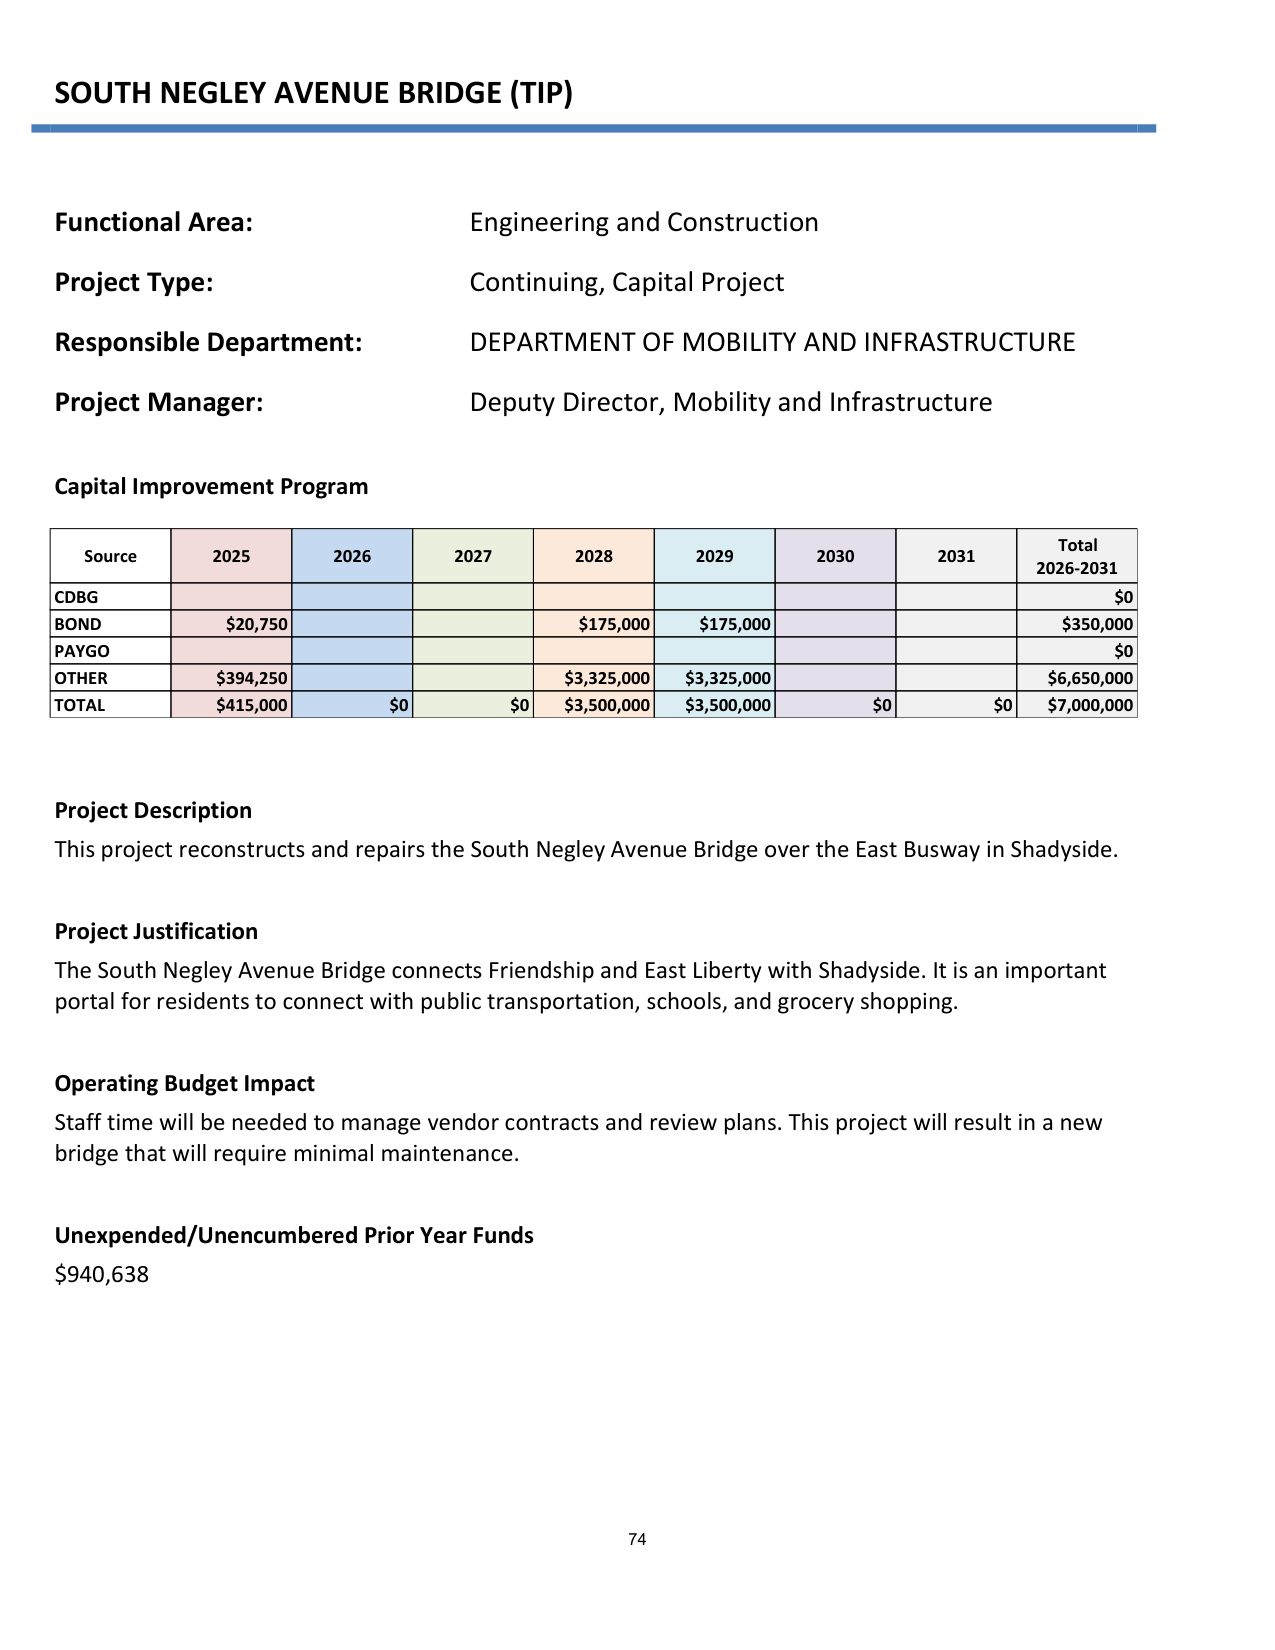 SOUTH NEGLEY AVENUE BRIDGE (TIP)
Functional Area: Engineering and Construction
Project Type: Continuing, Capital Project
Responsible Department: DEPARTMENT OF MOBILITY AND INFRASTRUCTURE
Project Manager: Deputy Director, Mobility and Infrastructure
Capital Improvement Program
Source 2025 2026 2027 2028 2029 2030 2031 Total 2026-2031
CDBG $0
BOND $20,750 $175,000 $175,000 $350,000
PAYGO $0
OTHER $394,250 $3,325,000 $3,325,000 $6,650,000
TOTAL $415,000 $0 $0 $3,500,000 $3,500,000 $0 $0 $7,000,000
Project Description
This project reconstructs and repairs the South Negley Avenue Bridge over the East Busway in Shadyside.
Project Justification
The South Negley Avenue Bridge connects Friendship and East Liberty with Shadyside. It is an important
portal for residents to connect with public transportation, schools, and grocery shopping.
Operating Budget Impact
Staff time will be needed to manage vendor contracts and review plans. This project will result in a new
bridge that will require minimal maintenance.
Unexpended/Unencumbered Prior Year Funds
$940,638
74